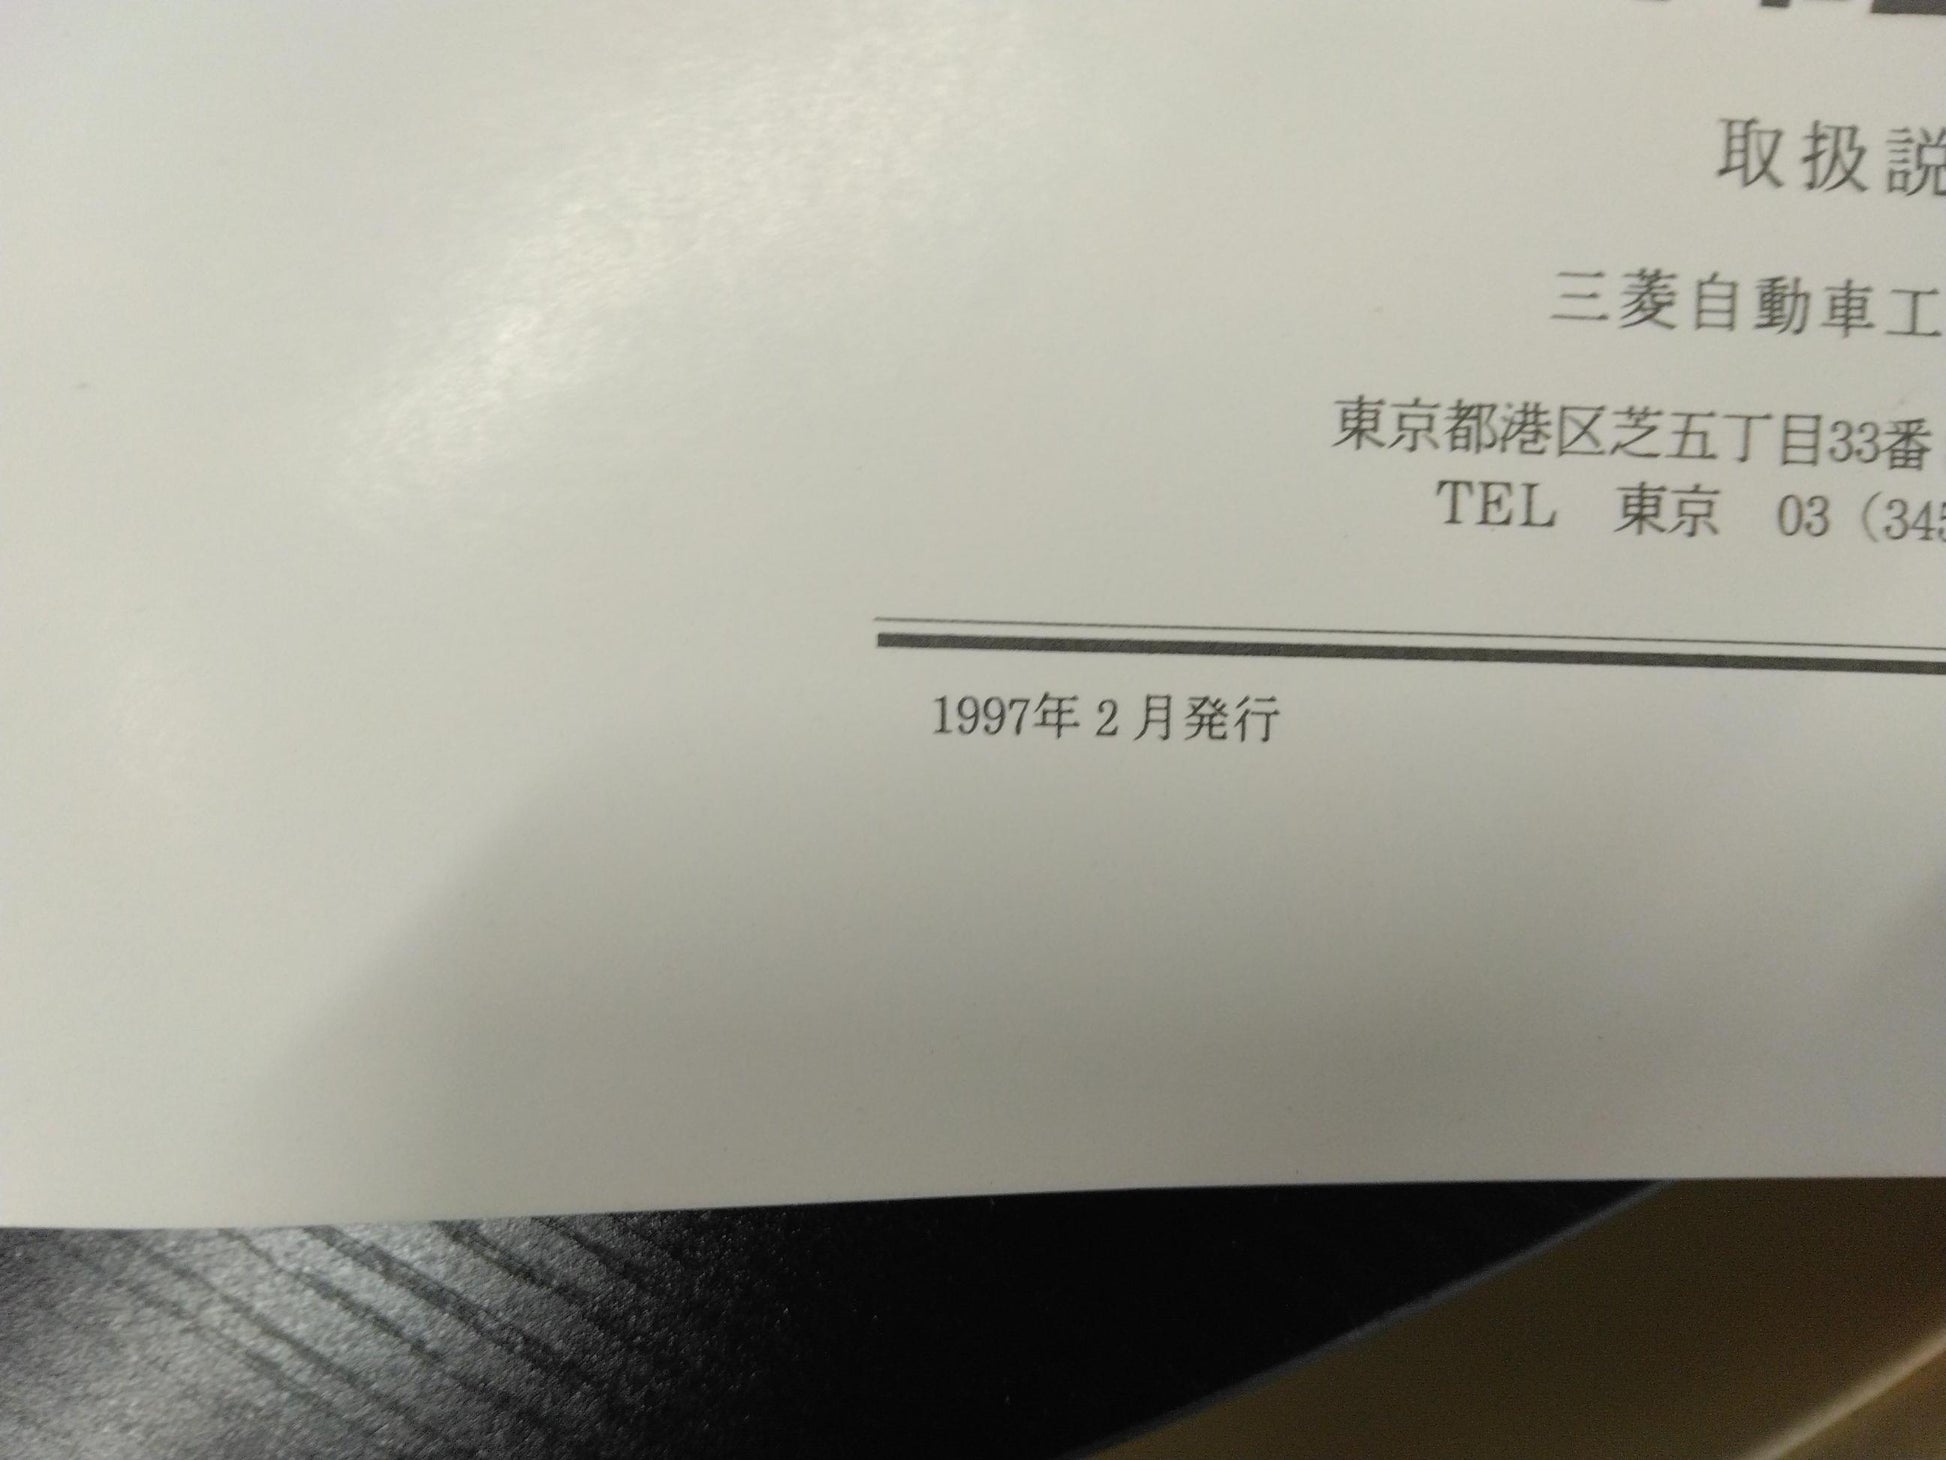 取扱説
三菱自動車工
東京都港区芝五丁目33番
TEL 東京 03（345
1997年2月発行